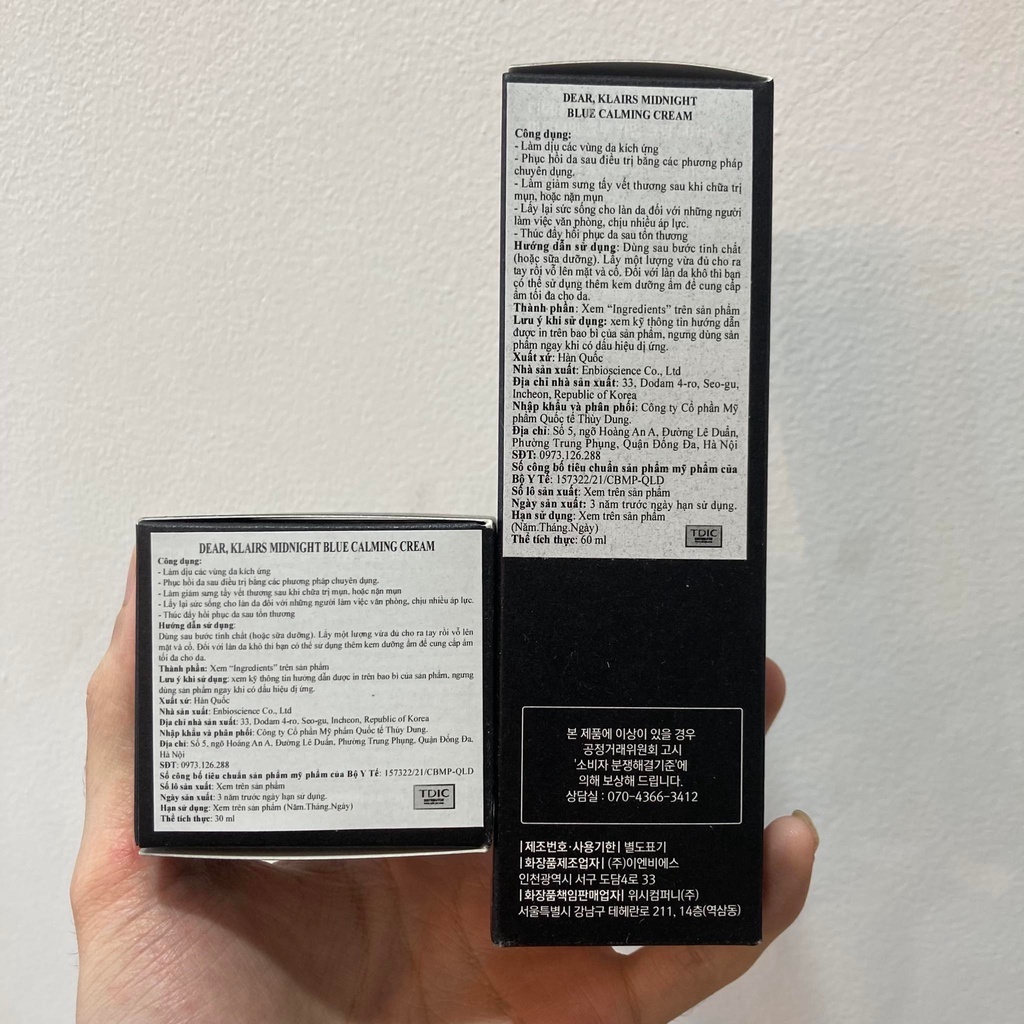 DEAR, KLAIRS MIDNIGHT BLUE CALMING CREAM
Công dụng:
- Làm dịu các vùng da kích ứng
- Phục hồi da sau điều trị bằng các phương pháp chuyên dụng.
- Làm giảm sưng tấy vết thương sau khi chữa trị mụn, hoặc nặn mụn
- Lấy lại sức sống cho làn da đối với những người làm việc văn phòng, chịu nhiều áp lực.
- Thúc đẩy hồi phục da sau tổn thương
Hướng dẫn sử dụng:
Dùng sau bước tinh chất (hoặc sữa dưỡng). Lấy một lượng vừa đủ cho ra tay rồi vỗ lên
mặt và cổ. Đối với làn da khô thì bạn có thể sử dụng thêm kem dưỡng ẩm để cung cấp ẩm
tối đa cho da.
Thành phần: Xem “Ingredients” trên sản phẩm
Lưu ý khi sử dụng: xem kỹ thông tin hướng dẫn được in trên bao bì của sản phẩm, ngưng
dùng sản phẩm ngay khi có dấu hiệu dị ứng.
Xuất xứ: Hàn Quốc
Nhà sản xuất: Enbioscience Co., Ltd
Địa chỉ nhà sản xuất: 33, Dodam 4-ro, Seo-gu, Incheon, Republic of Korea
Nhập khẩu và phân phối: Công ty Cổ phần Mỹ phẩm Quốc tế Thùy Dung.
Địa chỉ: Số 5, ngõ Hoàng An A, Đường Lê Duẩn, Phường Trung Phụng, Quận Đống Đa,
Hà Nội
SĐT: 0973.126.288
Số công bố tiêu chuẩn sản phẩm mỹ phẩm của Bộ Y Tế: 157322/21/CBMP-QLD
Số lô sản xuất: Xem trên sản phẩm
Ngày sản xuất: 3 năm trước ngày hạn sử dụng.
Hạn sử dụng: Xem trên sản phẩm (Năm.Tháng.Ngày)
Thể tích thực: 30 ml
TDIC
DEAR, KLAIRS MIDNIGHT
BLUE CALMING CREAM
Công dụng:
- Làm dịu các vùng da kích ứng
- Phục hồi da sau điều trị bằng các phương pháp
chuyên dụng.
- Làm giảm sưng tấy vết thương sau khi chữa trị
mụn, hoặc nặn mụn
- Lấy lại sức sống cho làn da đối với những người
làm việc văn phòng, chịu nhiều áp lực.
- Thúc đẩy hồi phục da sau tổn thương
Hướng dẫn sử dụng: Dùng sau bước tinh chất
(hoặc sữa dưỡng). Lấy một lượng vừa đủ cho ra
tay rồi vỗ lên mặt và cổ. Đối với làn da khô thì bạn
có thể sử dụng thêm kem dưỡng ẩm để cung cấp
ẩm tối đa cho da.
Thành phần: Xem “Ingredients” trên sản phẩm
Lưu ý khi sử dụng: xem kỹ thông tin hướng dẫn
được in trên bao bì của sản phẩm, ngưng dùng sản
phẩm ngay khi có dấu hiệu dị ứng.
Xuất xứ: Hàn Quốc
Nhà sản xuất: Enbioscience Co., Ltd
Địa chỉ nhà sản xuất: 33, Dodam 4-ro, Seo-gu,
Incheon, Republic of Korea
Nhập khẩu và phân phối: Công ty Cổ phần Mỹ
phẩm Quốc tế Thùy Dung.
Địa chỉ: Số 5, ngõ Hoàng An A, Đường Lê Duẩn,
Phường Trung Phụng, Quận Đống Đa, Hà Nội
SĐT: 0973.126.288
Số công bố tiêu chuẩn sản phẩm mỹ phẩm của
Bộ Y Tế: 157322/21/CBMP-QLD
Số lô sản xuất: Xem trên sản phẩm
Ngày sản xuất: 3 năm trước ngày hạn sử dụng.
Hạn sử dụng: Xem trên sản phẩm
(Năm.Tháng.Ngày)
Thể tích thực: 60 ml
TDIC
본 제품에 이상이 있을 경우
공정거래위원회 고시
'소비자 분쟁해결기준'에
의해 보상해 드립니다.
상담실 : 070-4366-3412
|제조번호·사용기한| 별도표기
|화장품제조업자| (주)이엔비에스
인천광역시 서구 도담4로 33
|화장품책임판매업자| 위시컴퍼니(주)
서울특별시 강남구 테헤란로 211, 14층(역삼동)